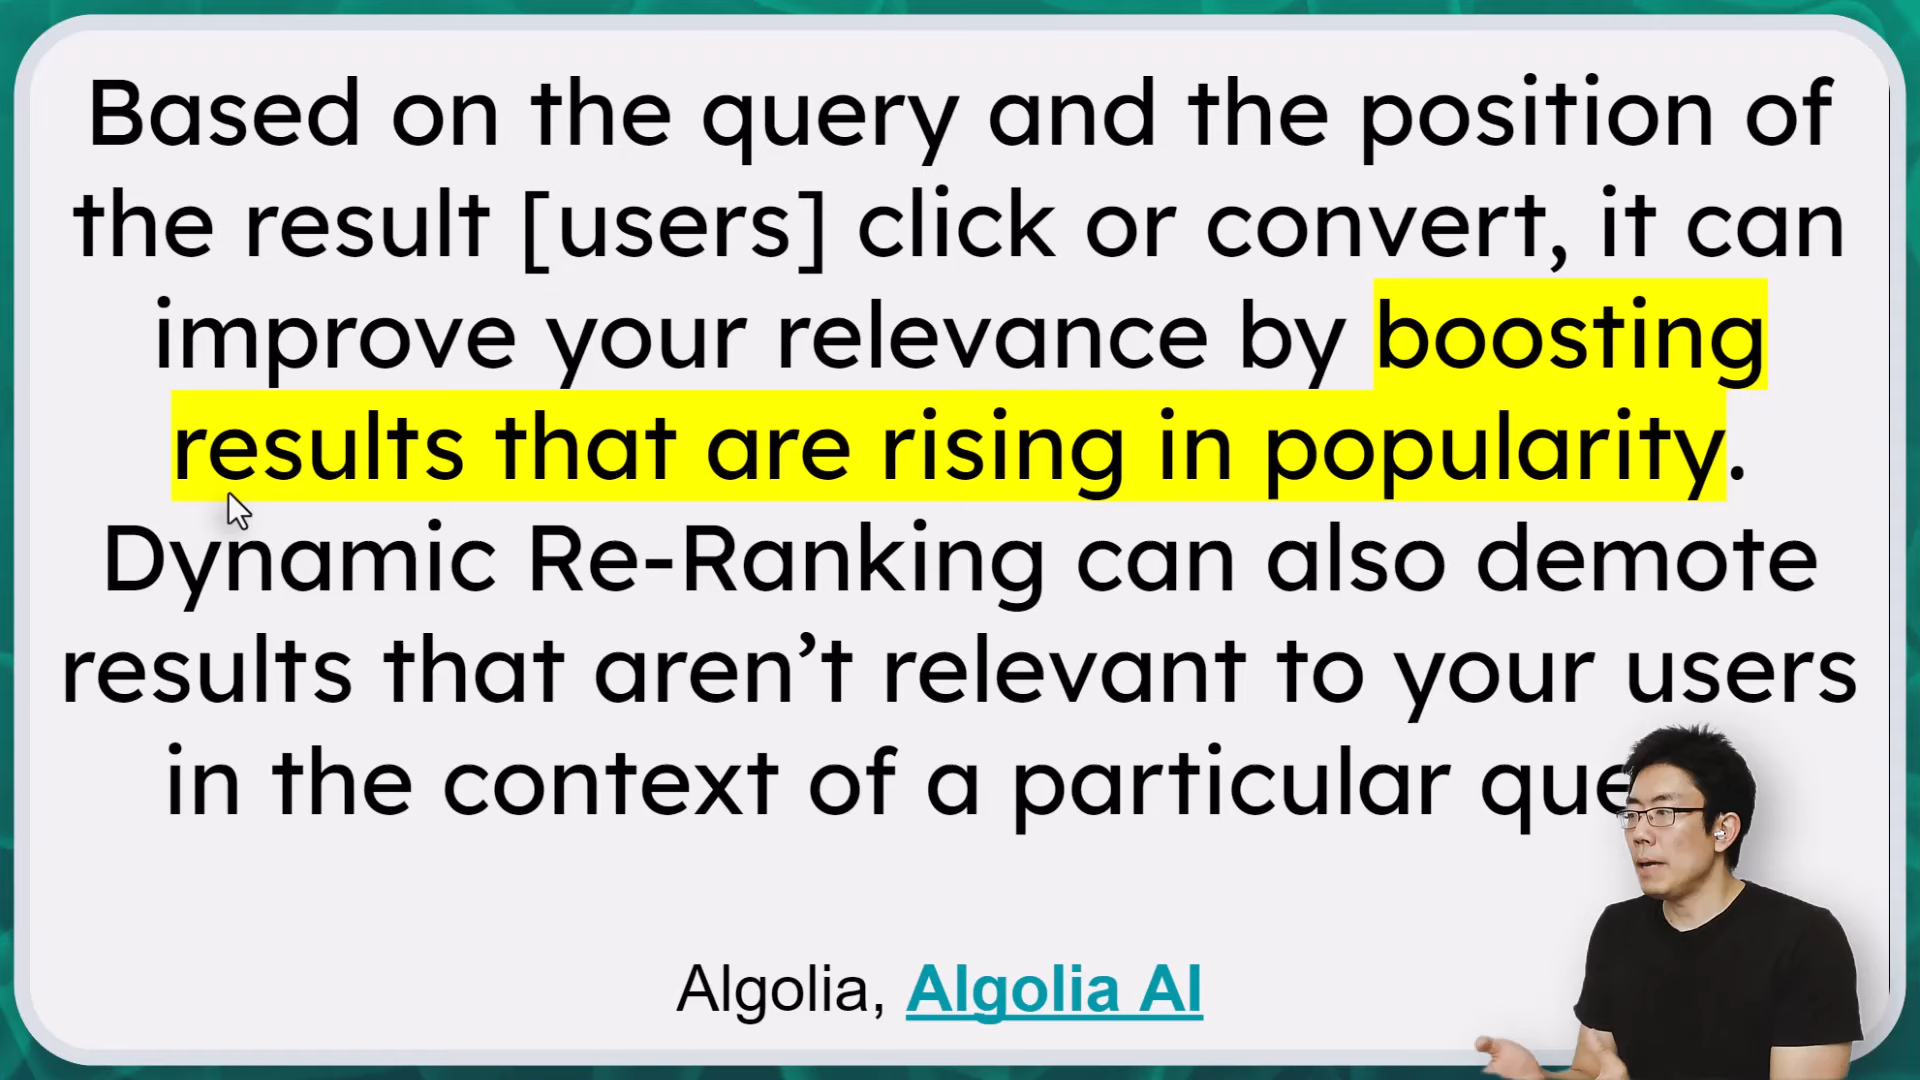 Based on the query and the position of
the result [users] click or convert, it can
improve your relevance by boosting
results that are rising in popularity.
Dynamic Re-Ranking can also demote
results that aren’t relevant to your users
in the context of a particular
Algolia, Algolia AI